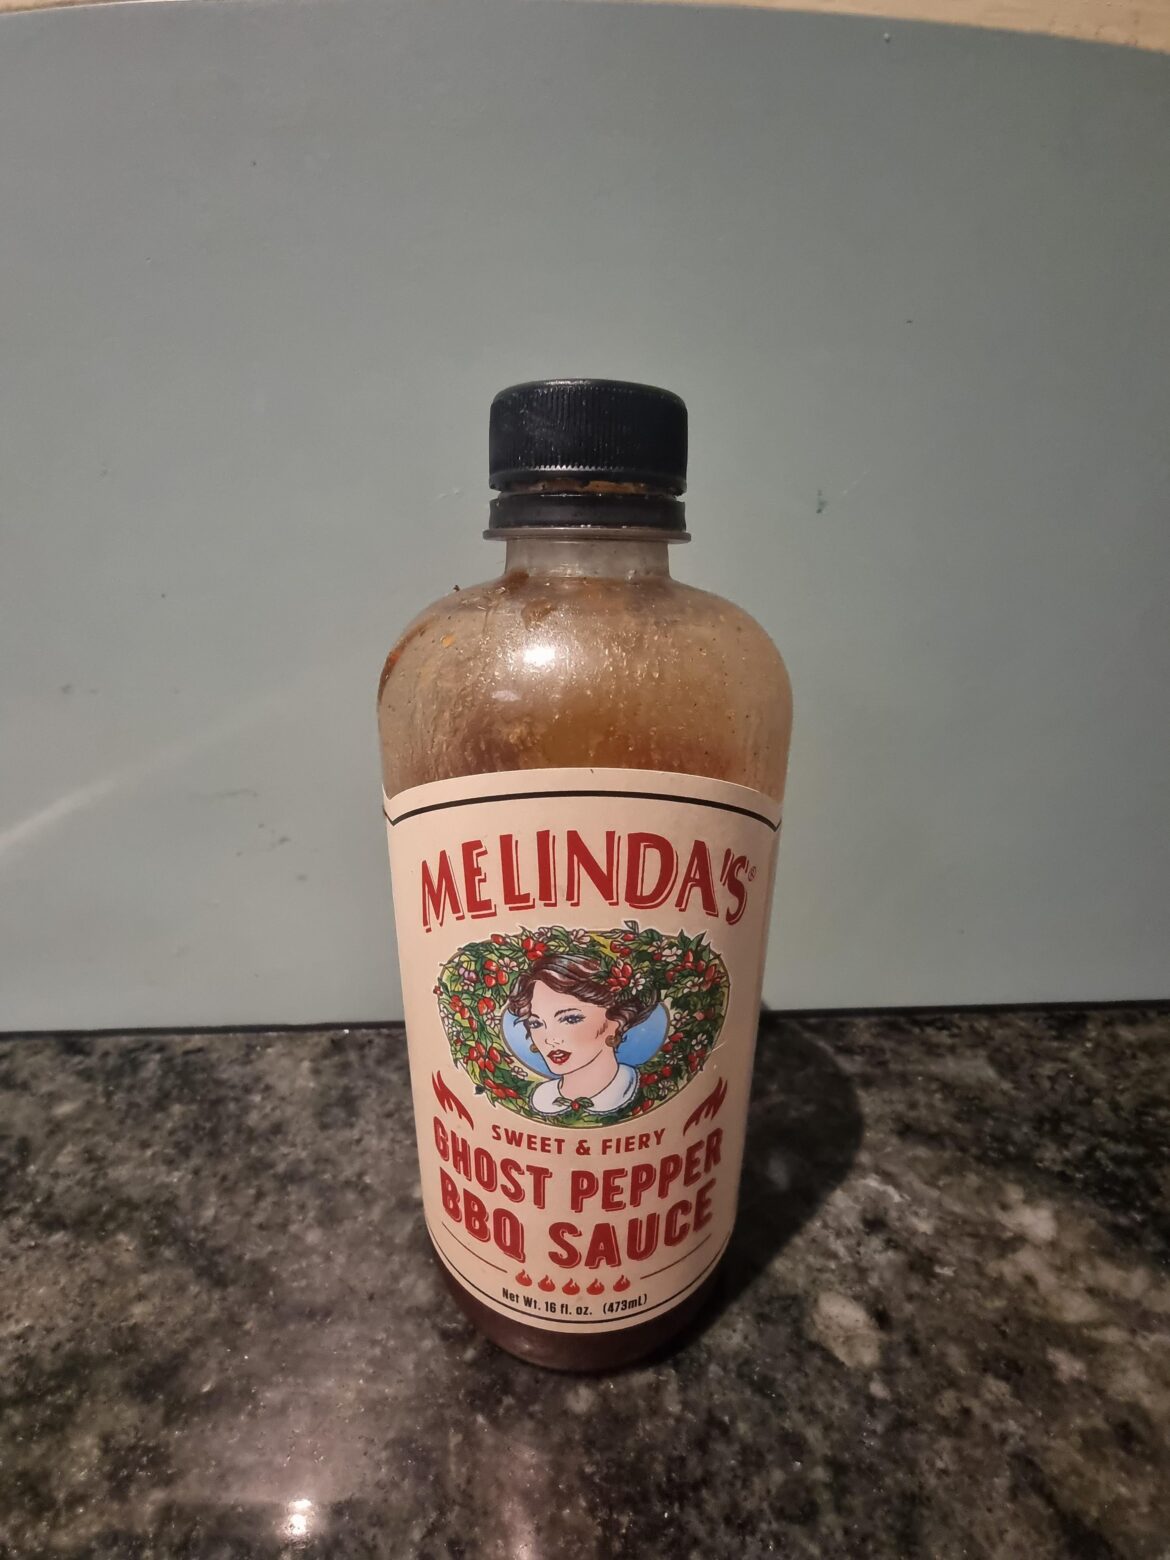 MELINDA'S®
SWEET & FIERY
GHOST PEPPER
BBQ SAUCE
Net Wt. 16 fl. oz. (473mL)